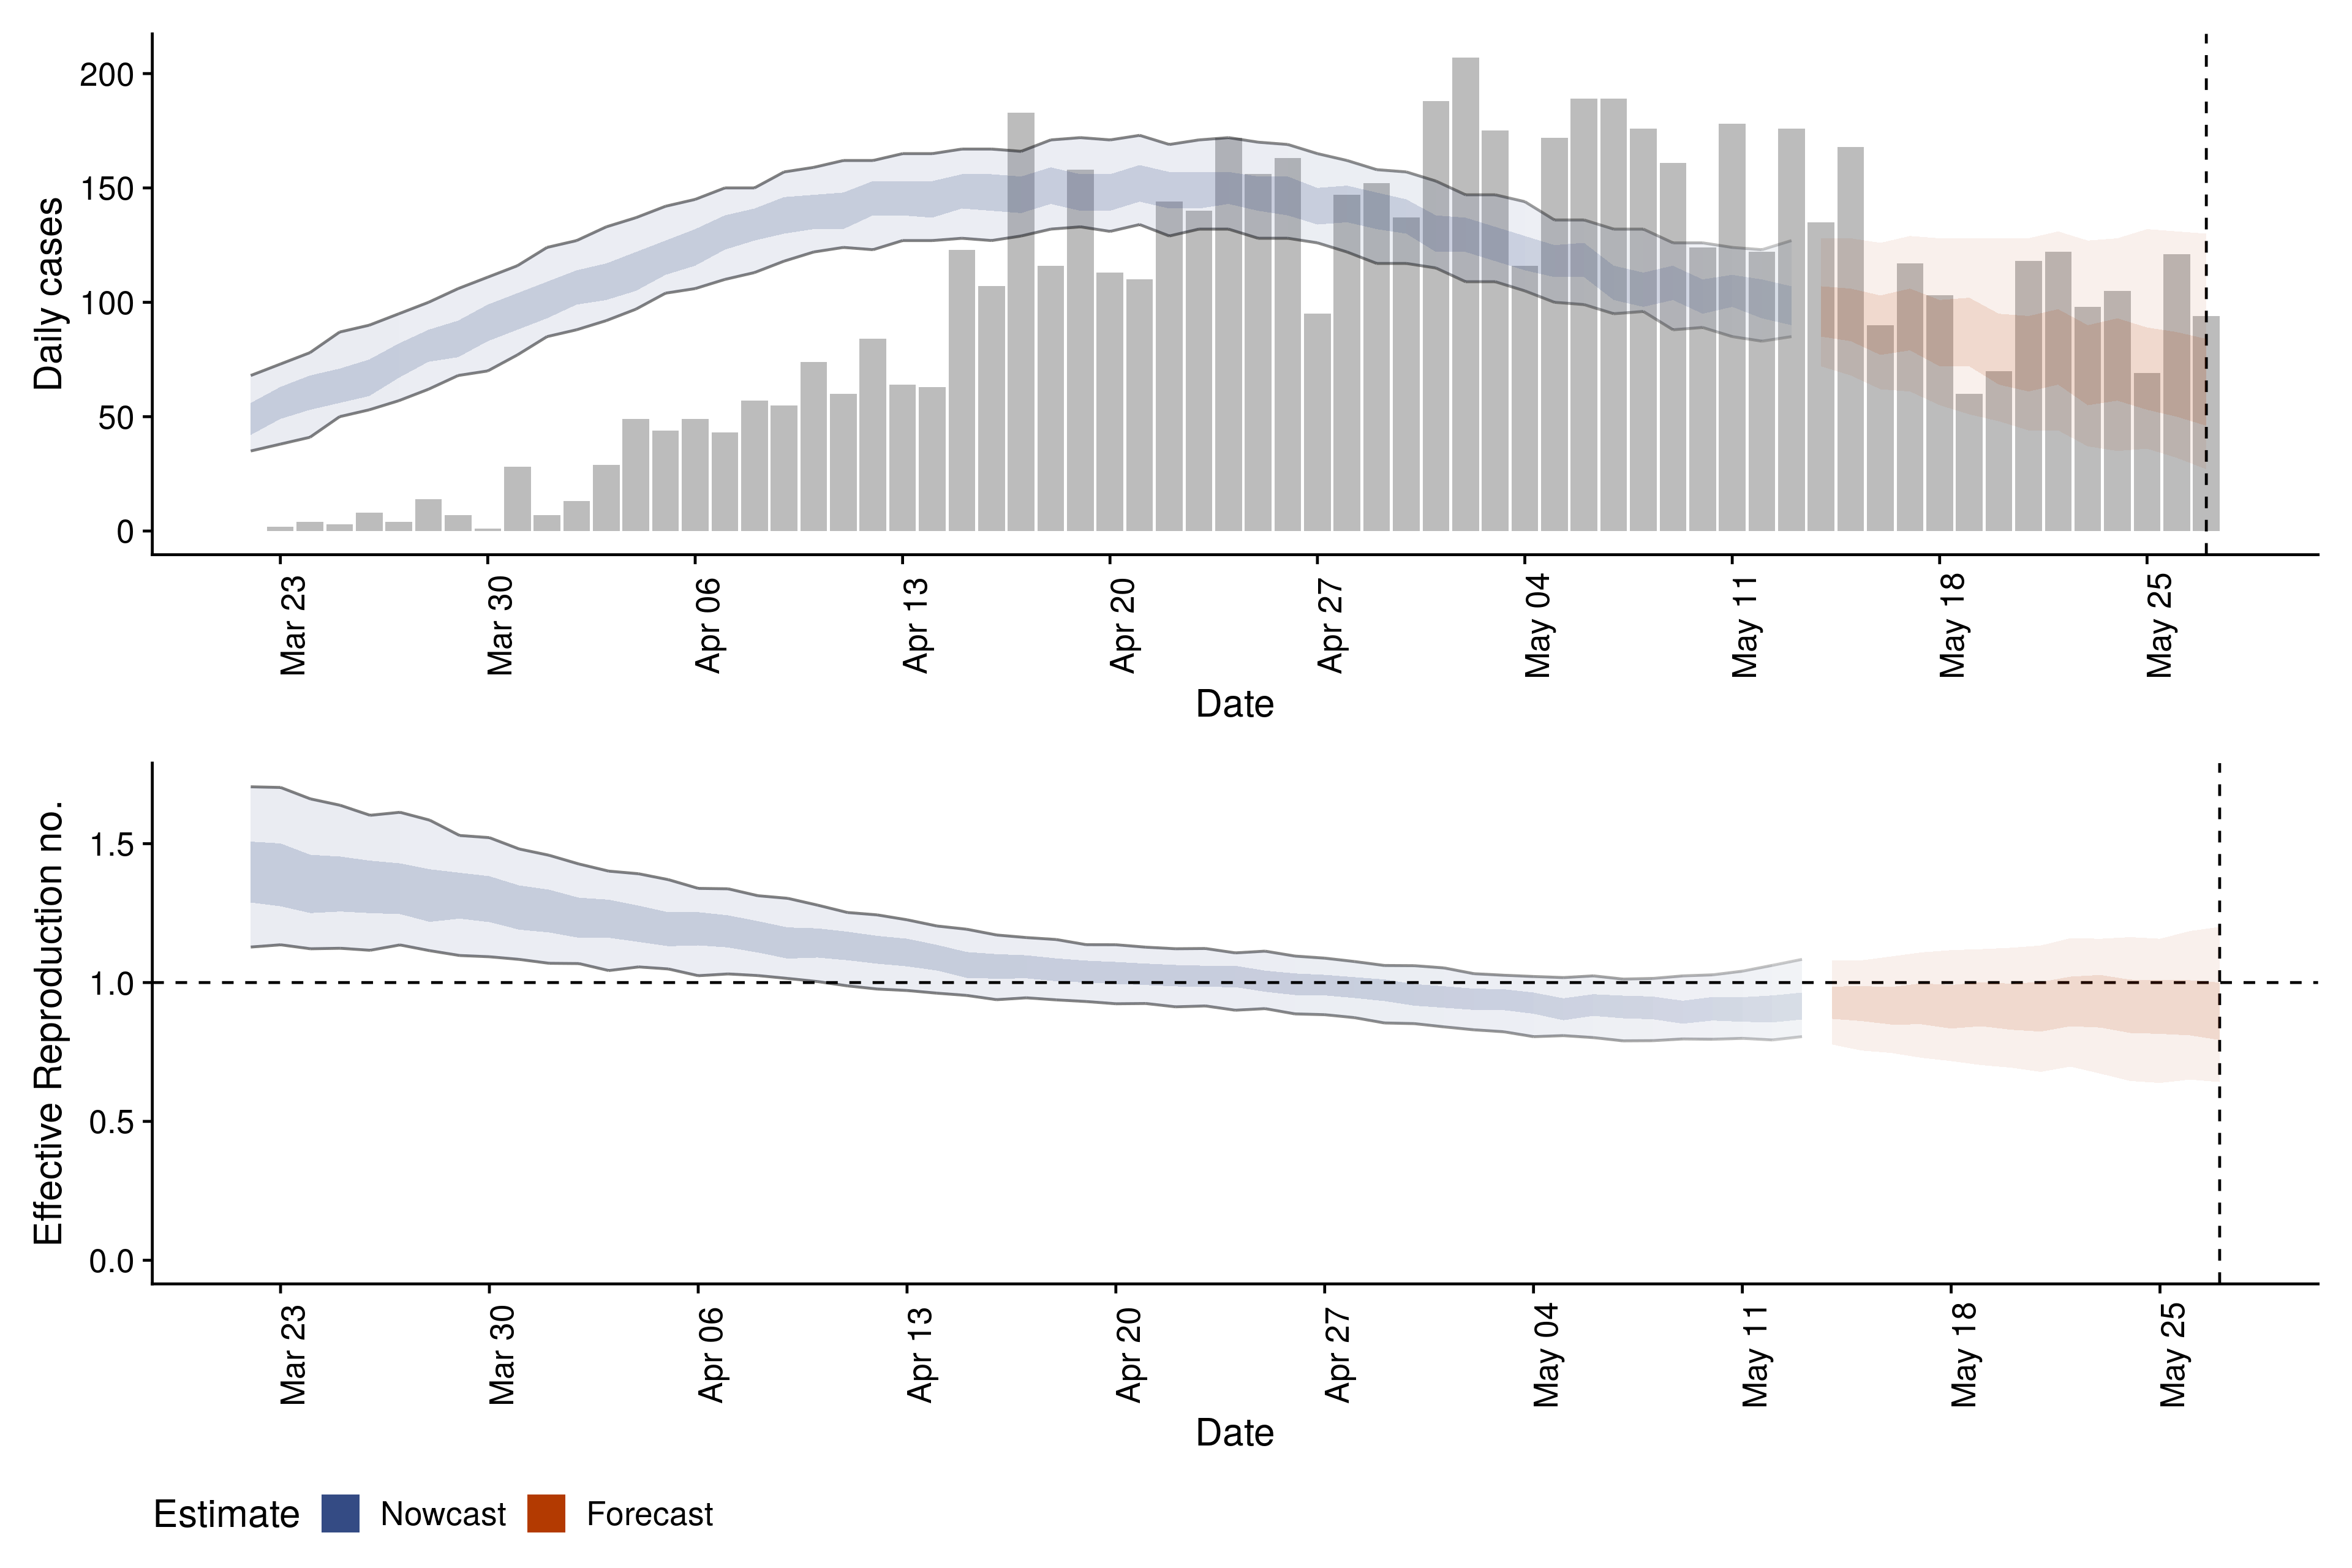 Daily cases
200
150
100
50
0
Mar 23
Mar 30
Apr 06
Apr 13
Apr 20
Apr 27
May 04
May 11
May 18
May 25
Date
Effective Reproduction no.
1.5
1.0
0.5
0.0
Mar 23
Mar 30
Apr 06
Apr 13
Apr 20
Apr 27
May 04
May 11
May 18
May 25
Date
Estimate Nowcast Forecast